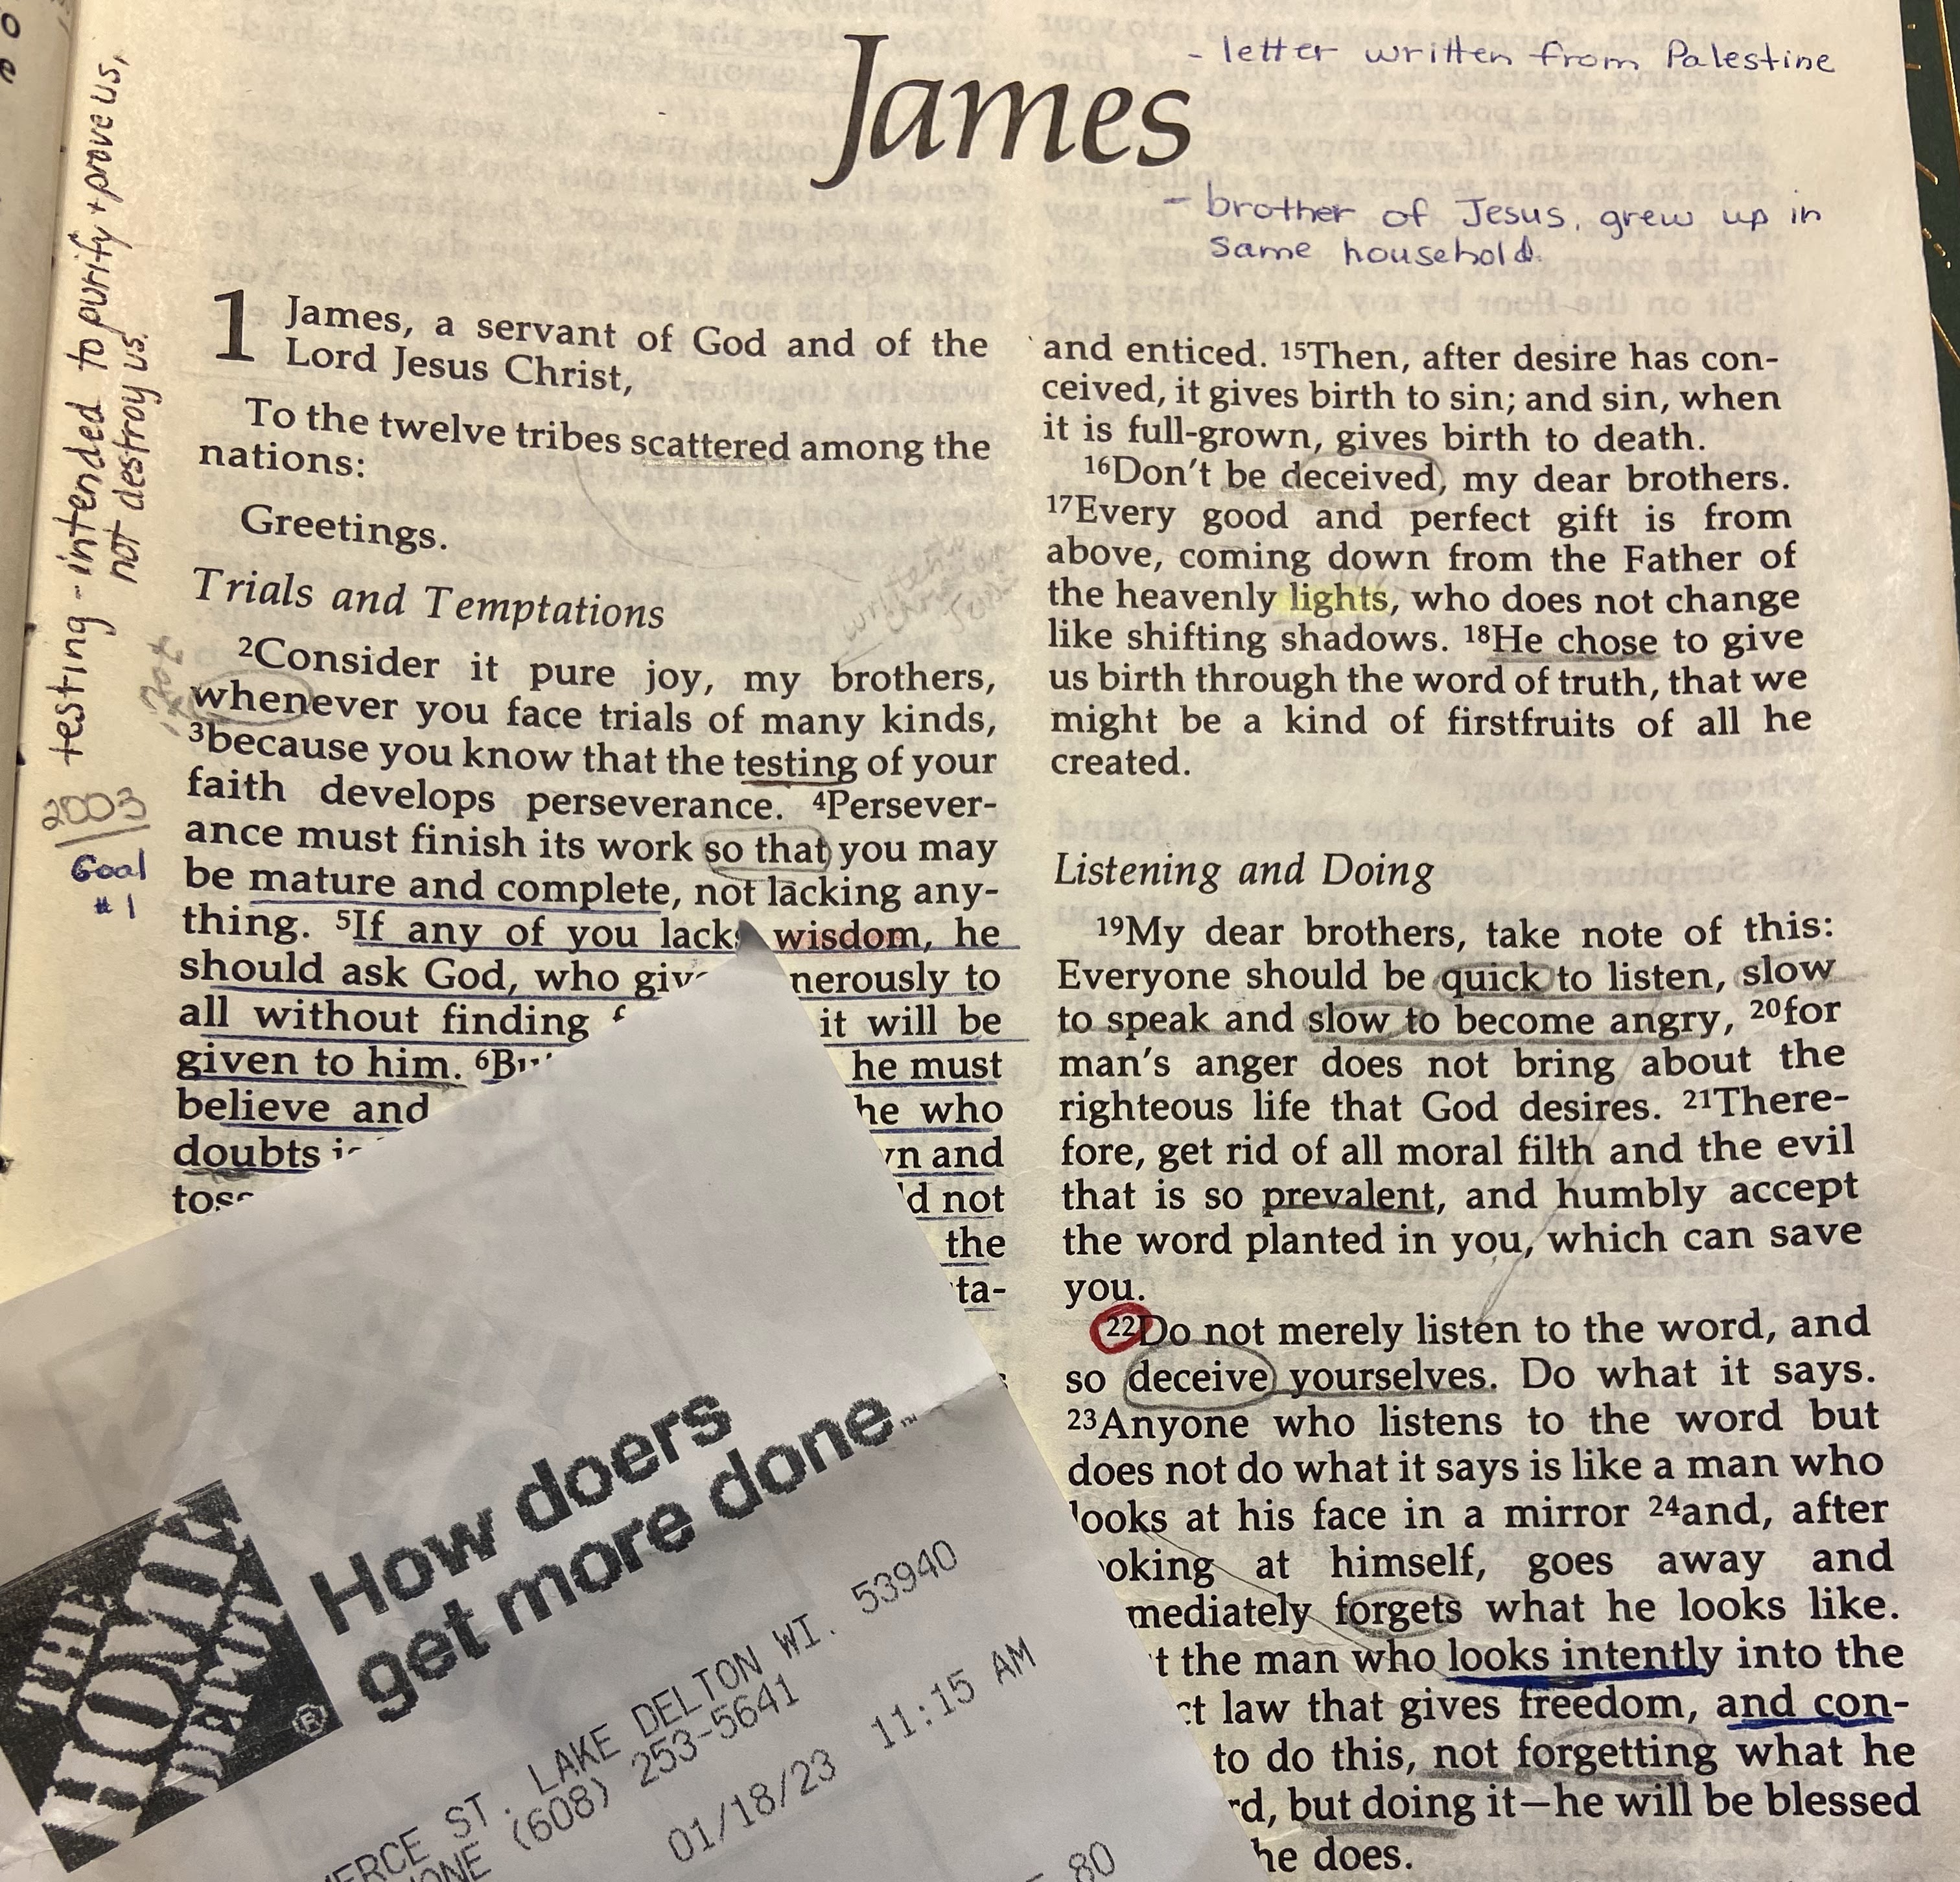 James
- letter written from Palestine
- brother of Jesus, grew up in
same household.
testing - intended to purify + prove us,
not destroy us.
2003
Goal
#1
1 James, a servant of God and of the
Lord Jesus Christ,
To the twelve tribes scattered among the
nations:
Greetings.
Trials and Temptations
written
2Consider it pure joy, my brothers,
whenever you face trials of many kinds,
3because you know that the testing of your
faith develops perseverance. 4Persever-
ance must finish its work so that you may
be mature and complete, not lacking any-
thing. 5If any of you lacks wisdom, he
should ask God, who giv nerously to
all without finding it will be
given to him. 6Bu he must
believe and he who
doubts and
toss d not
the
ta-
and enticed. 15Then, after desire has con-
ceived, it gives birth to sin; and sin, when
it is full-grown, gives birth to death.
16Don't be deceived, my dear brothers.
17Every good and perfect gift is from
above, coming down from the Father of
the heavenly lights, who does not change
like shifting shadows. 18He chose to give
us birth through the word of truth, that we
might be a kind of firstfruits of all he
created.
Listening and Doing
19My dear brothers, take note of this:
Everyone should be quick to listen, slow
to speak and slow to become angry, 20for
man's anger does not bring about the
righteous life that God desires. 21There-
fore, get rid of all moral filth and the evil
that is so prevalent, and humbly accept
the word planted in you, which can save
you.
22Do not merely listen to the word, and
so deceive yourselves. Do what it says.
23Anyone who listens to the word but
does not do what it says is like a man who
looks at his face in a mirror 24and, after
oking at himself, goes away and
mediately forgets what he looks like.
t the man who looks intently into the
ct law that gives freedom, and con-
to do this, not forgetting what he
rd, but doing it—he will be blessed
he does.
THE
HOME
DEPOT
®
How doers
get more done.™
MERCE ST. LAKE DELTON WI. 53940
ONE (608) 253-5641
01/18/23 11:15 AM
80